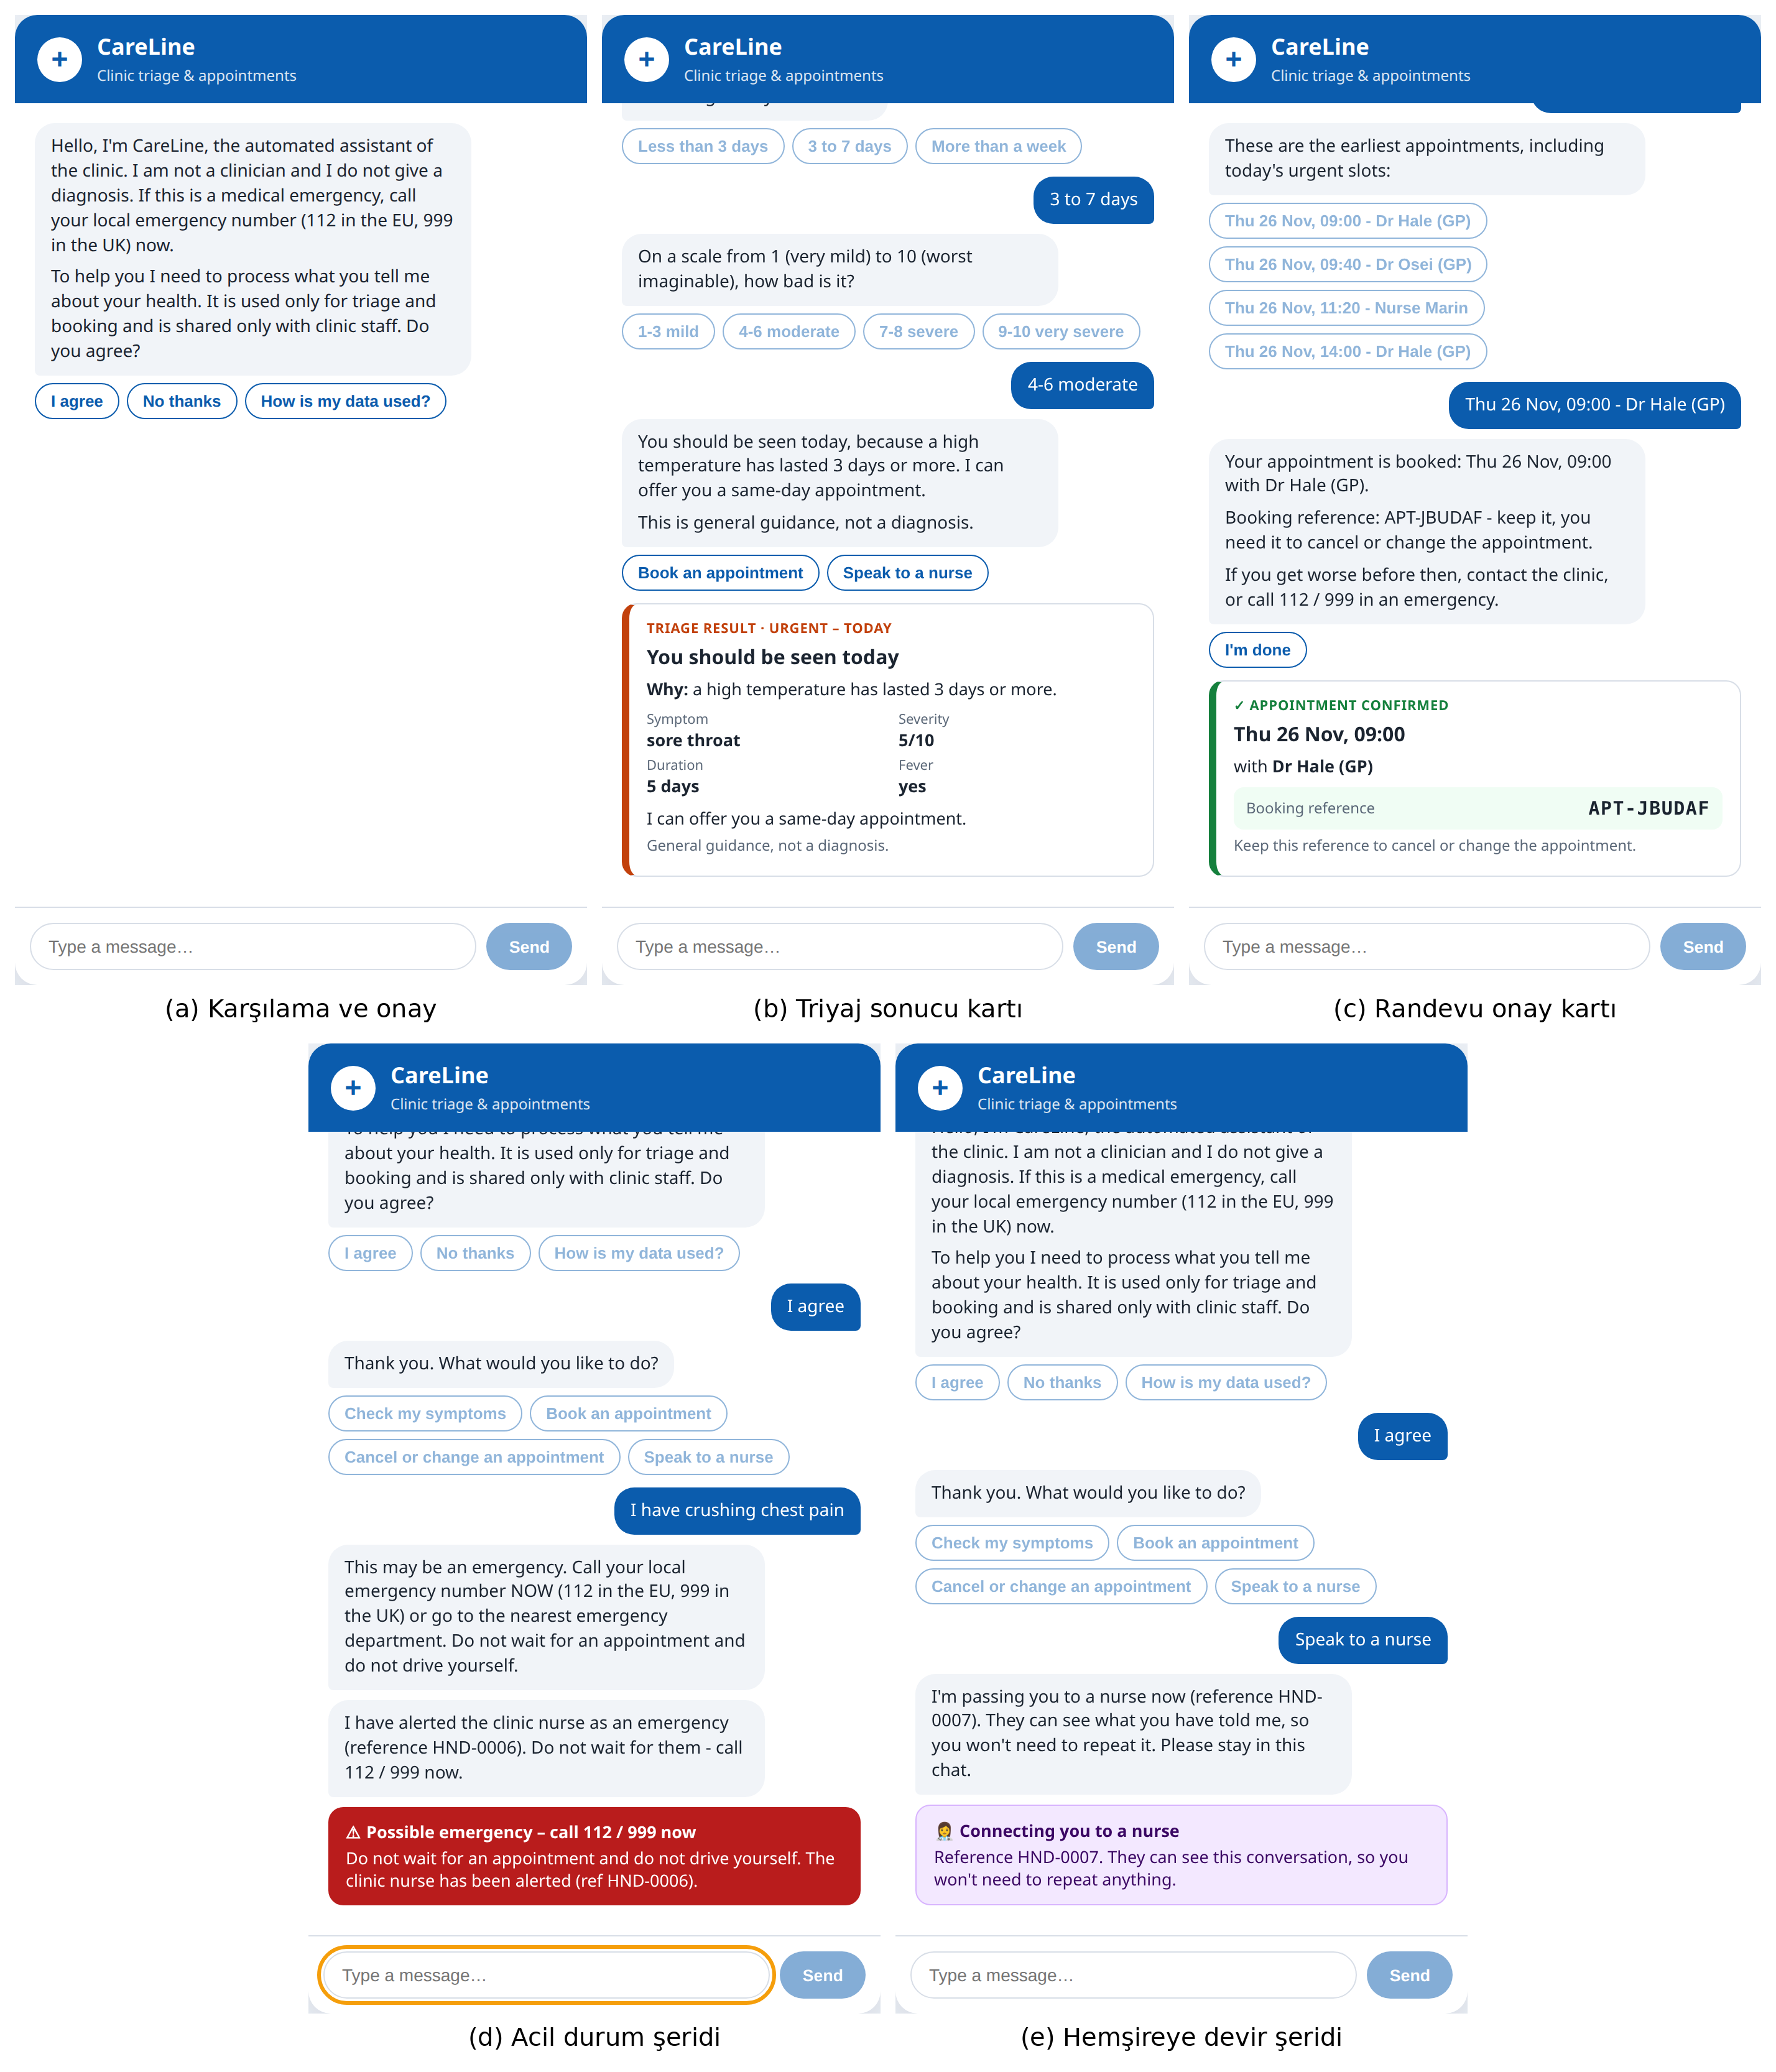 +
CareLine
Clinic triage & appointments
Hello, I'm CareLine, the automated assistant of
the clinic. I am not a clinician and I do not give a
diagnosis. If this is a medical emergency, call
your local emergency number (112 in the EU, 999
in the UK) now.
To help you I need to process what you tell me
about your health. It is used only for triage and
booking and is shared only with clinic staff. Do
you agree?
I agree
No thanks
How is my data used?
Type a message…
Send
(a) Karşılama ve onay
+
CareLine
Clinic triage & appointments
Less than 3 days
3 to 7 days
More than a week
3 to 7 days
On a scale from 1 (very mild) to 10 (worst
imaginable), how bad is it?
1-3 mild
4-6 moderate
7-8 severe
9-10 very severe
4-6 moderate
You should be seen today, because a high
temperature has lasted 3 days or more. I can
offer you a same-day appointment.
This is general guidance, not a diagnosis.
Book an appointment
Speak to a nurse
TRIAGE RESULT · URGENT – TODAY
You should be seen today
Why: a high temperature has lasted 3 days or more.
Symptom
sore throat
Severity
5/10
Duration
5 days
Fever
yes
I can offer you a same-day appointment.
General guidance, not a diagnosis.
Type a message…
Send
(b) Triyaj sonucu kartı
+
CareLine
Clinic triage & appointments
These are the earliest appointments, including
today's urgent slots:
Thu 26 Nov, 09:00 - Dr Hale (GP)
Thu 26 Nov, 09:40 - Dr Osei (GP)
Thu 26 Nov, 11:20 - Nurse Marin
Thu 26 Nov, 14:00 - Dr Hale (GP)
Thu 26 Nov, 09:00 - Dr Hale (GP)
Your appointment is booked: Thu 26 Nov, 09:00
with Dr Hale (GP).
Booking reference: APT-JBUDAF - keep it, you
need it to cancel or change the appointment.
If you get worse before then, contact the clinic,
or call 112 / 999 in an emergency.
I'm done
✓ APPOINTMENT CONFIRMED
Thu 26 Nov, 09:00
with Dr Hale (GP)
Booking reference
APT-JBUDAF
Keep this reference to cancel or change the appointment.
Type a message…
Send
(c) Randevu onay kartı
+
CareLine
Clinic triage & appointments
To help you I need to process what you tell me
about your health. It is used only for triage and
booking and is shared only with clinic staff. Do
you agree?
I agree
No thanks
How is my data used?
I agree
Thank you. What would you like to do?
Check my symptoms
Book an appointment
Cancel or change an appointment
Speak to a nurse
I have crushing chest pain
This may be an emergency. Call your local
emergency number NOW (112 in the EU, 999 in
the UK) or go to the nearest emergency
department. Do not wait for an appointment and
do not drive yourself.
I have alerted the clinic nurse as an emergency
(reference HND-0006). Do not wait for them - call
112 / 999 now.
⚠ Possible emergency – call 112 / 999 now
Do not wait for an appointment and do not drive yourself. The
clinic nurse has been alerted (ref HND-0006).
Type a message…
Send
(d) Acil durum şeridi
+
CareLine
Clinic triage & appointments
Hello, I'm CareLine, the automated assistant of
the clinic. I am not a clinician and I do not give a
diagnosis. If this is a medical emergency, call
your local emergency number (112 in the EU, 999
in the UK) now.
To help you I need to process what you tell me
about your health. It is used only for triage and
booking and is shared only with clinic staff. Do
you agree?
I agree
No thanks
How is my data used?
I agree
Thank you. What would you like to do?
Check my symptoms
Book an appointment
Cancel or change an appointment
Speak to a nurse
Speak to a nurse
I'm passing you to a nurse now (reference HND-
0007). They can see what you have told me, so
you won't need to repeat it. Please stay in this
chat.
Connecting you to a nurse
Reference HND-0007. They can see this conversation, so you
won't need to repeat anything.
Type a message…
Send
(e) Hemşireye devir şeridi